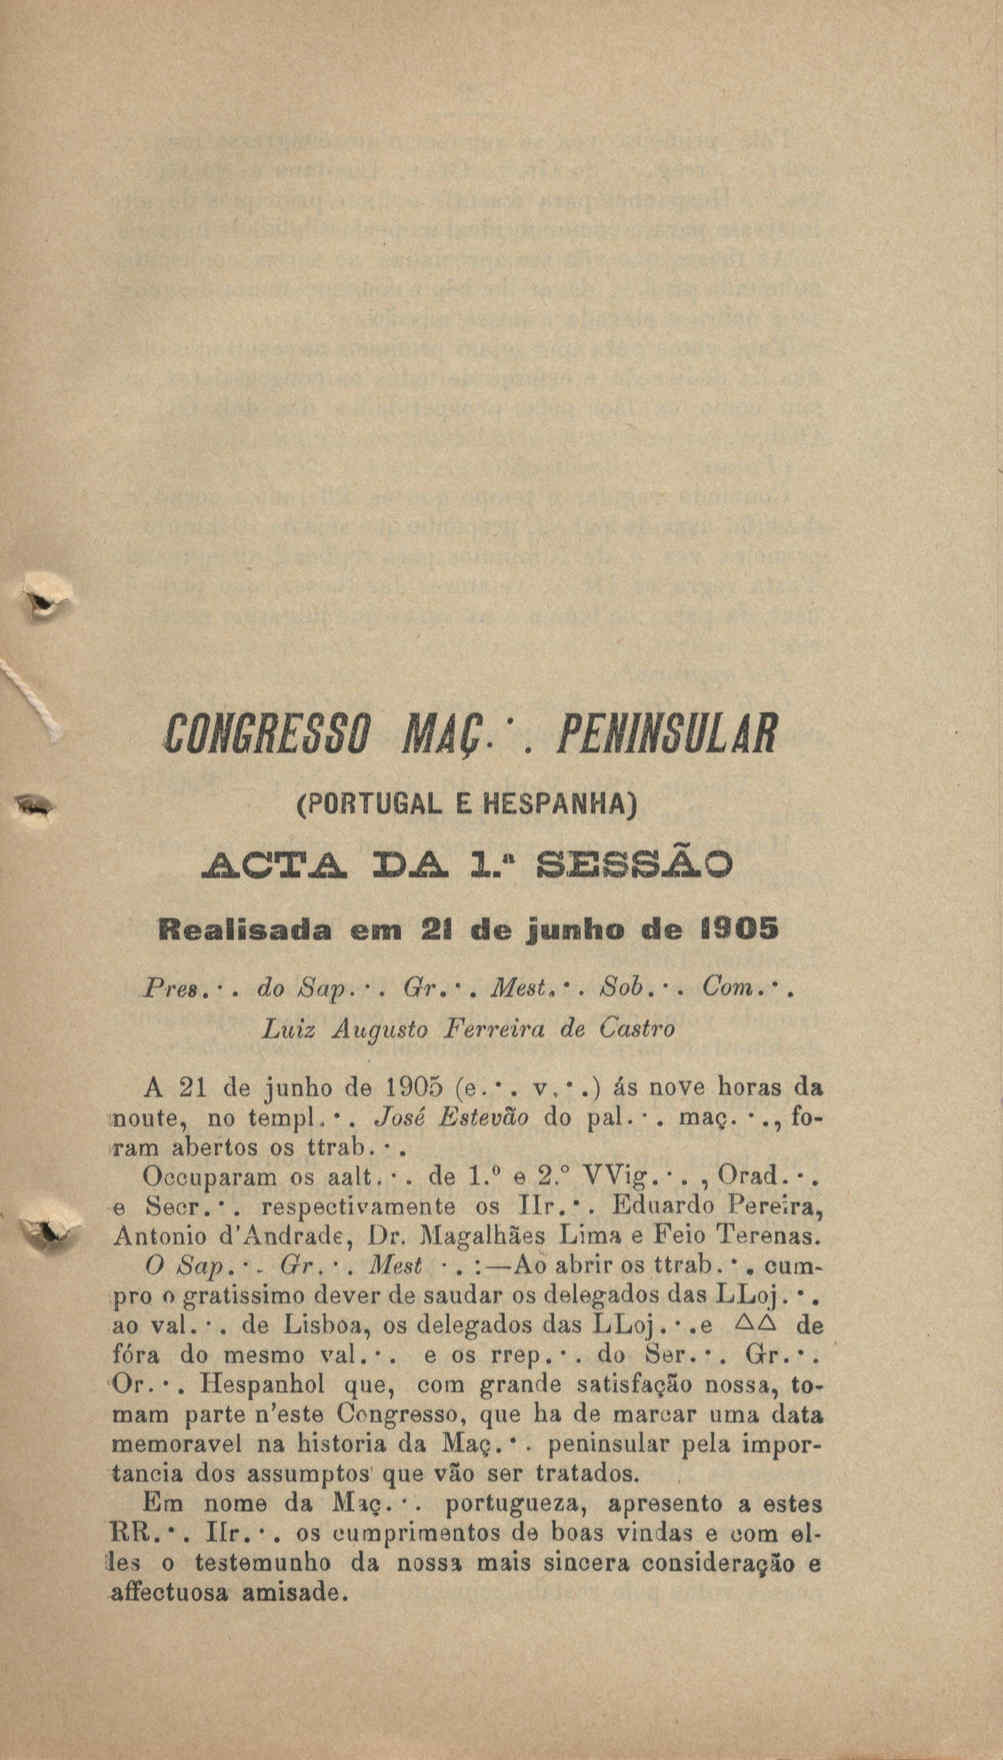 CONGRESSO MAÇ.·. PENINSULAR
(PORTUGAL E HESPANHA)
ACTA DA 1.ª SESSÃO
Realisada em 21 de junho de 1905
Pres.·. do Sap.·. Gr.·. Mest.·. Sob.·. Com.·.
Luiz Augusto Ferreira de Castro
A 21 de junho de 1905 (e.·. v.·.) ás nove horas da
noute, no templ.·. José Estevão do pal.·. maç.·., fo-
ram abertos os ttrab.·.
Occuparam os aalt.·. de 1.º e 2.º VVig.·. , Orad.·.
e Secr.·. respectivamente os IIr.·. Eduardo Pereira,
Antonio d'Andrade, Dr. Magalhães Lima e Feio Terenas.
O Sap.·. Gr.·. Mest ·. :—Ao abrir os ttrab.·. cum-
pro o gratissimo dever de saudar os delegados das LLoj.·.
ao val.·. de Lisboa, os delegados das LLoj.·.e △△ de
fóra do mesmo val.·. e os rrep.·. do Ser.·. Gr.·.
Or.·. Hespanhol que, com grande satisfação nossa, to-
mam parte n'este Congresso, que ha de marcar uma data
memoravel na historia da Maç.·. peninsular pela impor-
tancia dos assumptos que vão ser tratados.
Em nome da Maç.·. portugueza, apresento a estes
RR.·. IIr.·. os cumprimentos de boas vindas e com el-
les o testemunho da nossa mais sincera consideração e
affectuosa amisade.